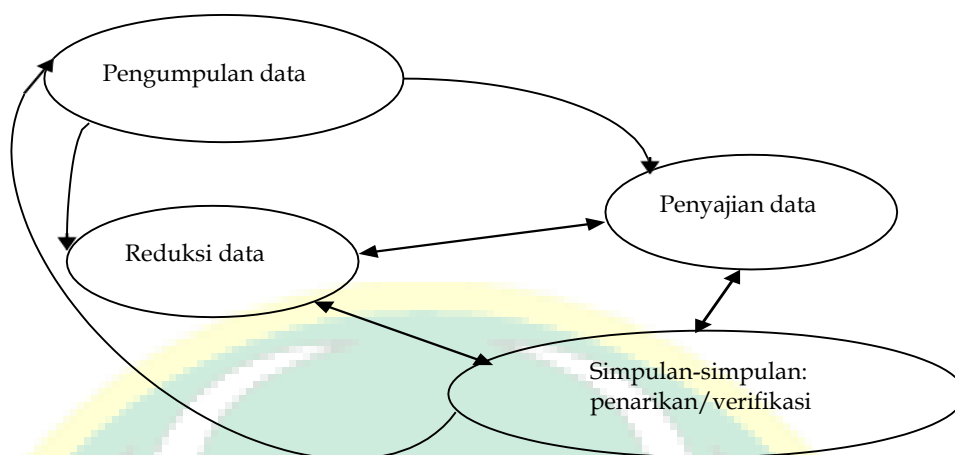 Pengumpulan data
Penyajian data
Reduksi data
Simpulan-simpulan:
penarikan/verifikasi